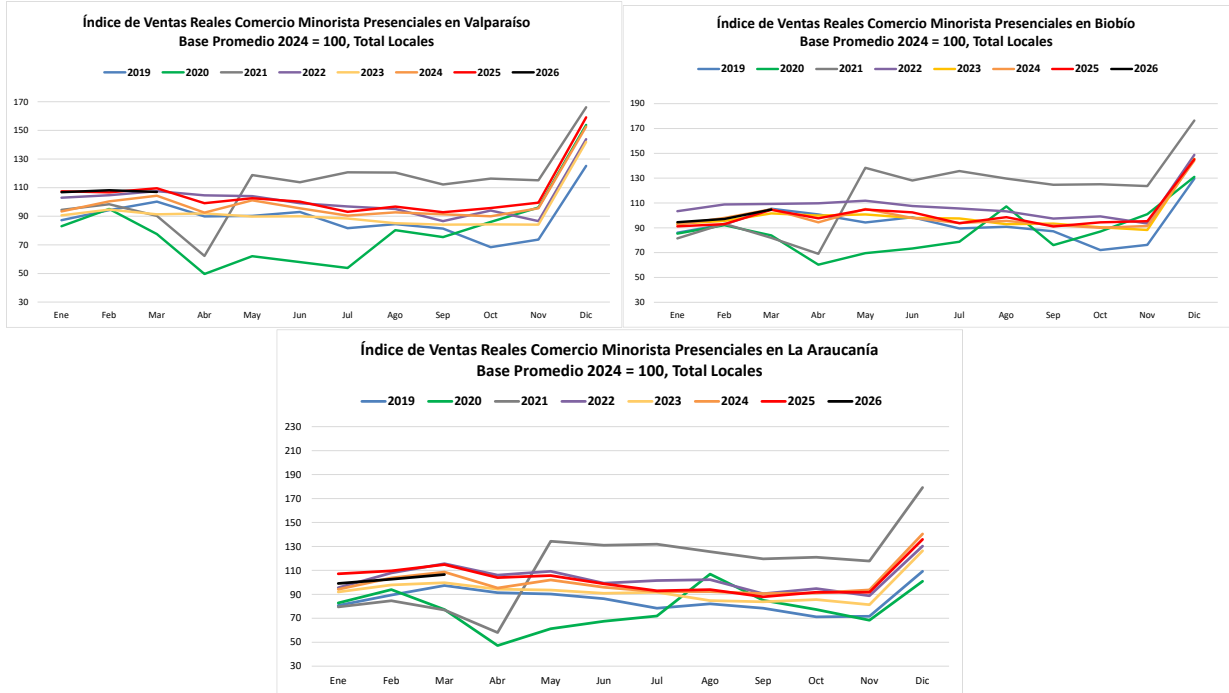 Índice de Ventas Reales Comercio Minorista Presenciales en Valparaíso
Base Promedio 2024 = 100, Total Locales
2019 2020 2021 2022 2023 2024 2025 2026
170
150
130
110
90
70
50
30
Ene Feb Mar Abr May Jun Jul Ago Sep Oct Nov Dic
Índice de Ventas Reales Comercio Minorista Presenciales en Biobío
Base Promedio 2024 = 100, Total Locales
2019 2020 2021 2022 2023 2024 2025 2026
190
170
150
130
110
90
70
50
30
Ene Feb Mar Abr May Jun Jul Ago Sep Oct Nov Dic
Índice de Ventas Reales Comercio Minorista Presenciales en La Araucanía
Base Promedio 2024 = 100, Total Locales
2019 2020 2021 2022 2023 2024 2025 2026
230
210
190
170
150
130
110
90
70
50
30
Ene Feb Mar Abr May Jun Jul Ago Sep Oct Nov Dic